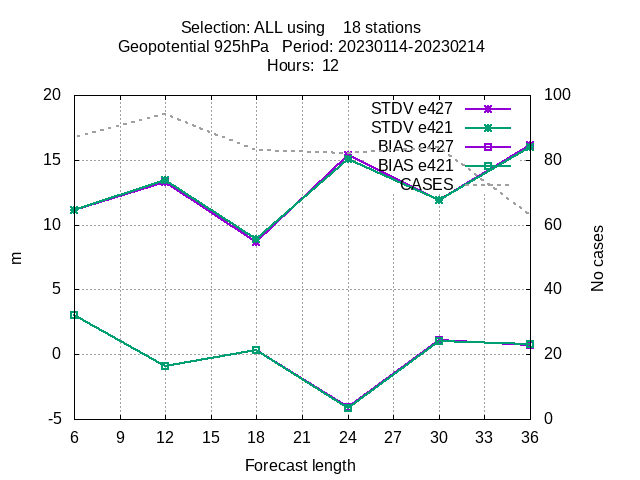 Selection: ALL using    18 stations
Geopotential 925hPa   Period: 20230114-20230214
Hours:  12
STDV e427
STDV e421
BIAS e427
BIAS e421
CASES
20
15
10
5
0
-5
100
80
60
40
20
0
m
No cases
6 9 12 15 18 21 24 27 30 33 36
Forecast length